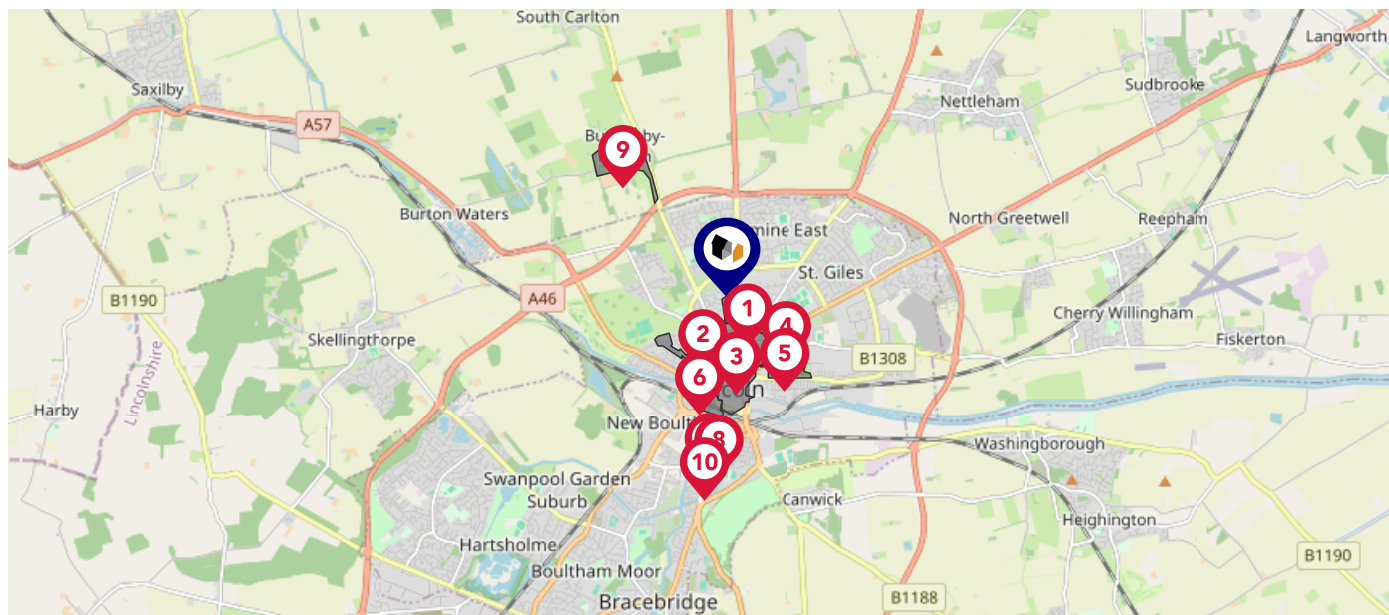 South Carlton
Langworth
Saxilby
Sudbrooke
Nettleham
A57
9
Burton Waters
North Greetwell
Reepham
St. Giles
B1190
A46
1
Cherry Willingham
2
4
Skellingthorpe
Fiskerton
3
5
B1308
6
Lincolnshire
Harby
New
8
Washingborough
10
Swanpool Garden
Suburb
Canwick
Heighington
Hartsholme
B1190
Boultham Moor
B1188
Bracebridge